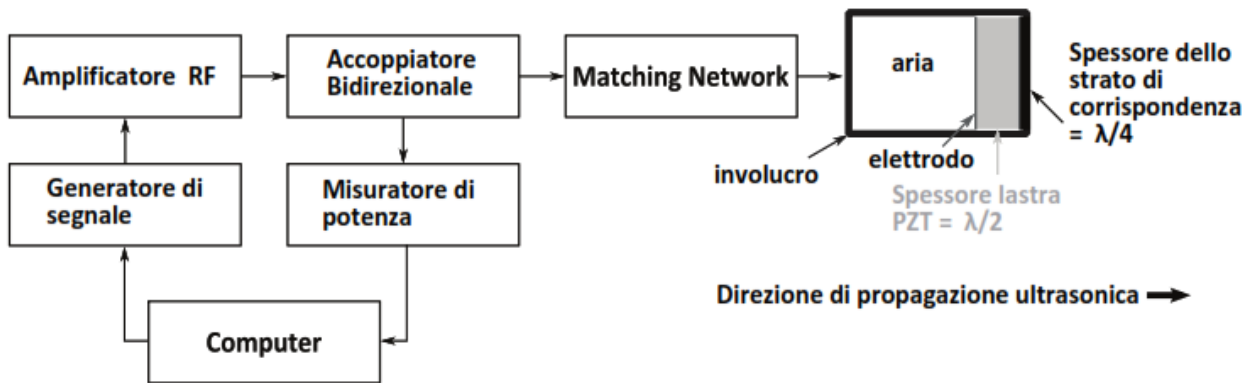 Amplificatore RF
Accoppiatore
Bidirezionale
Matching Network
aria
Spessore dello
strato di
corrispondenza
= λ/4
involucro
elettrodo
Spessore lastra
PZT = λ/2
Generatore di
segnale
Misuratore di
potenza
Direzione di propagazione ultrasonica
Computer